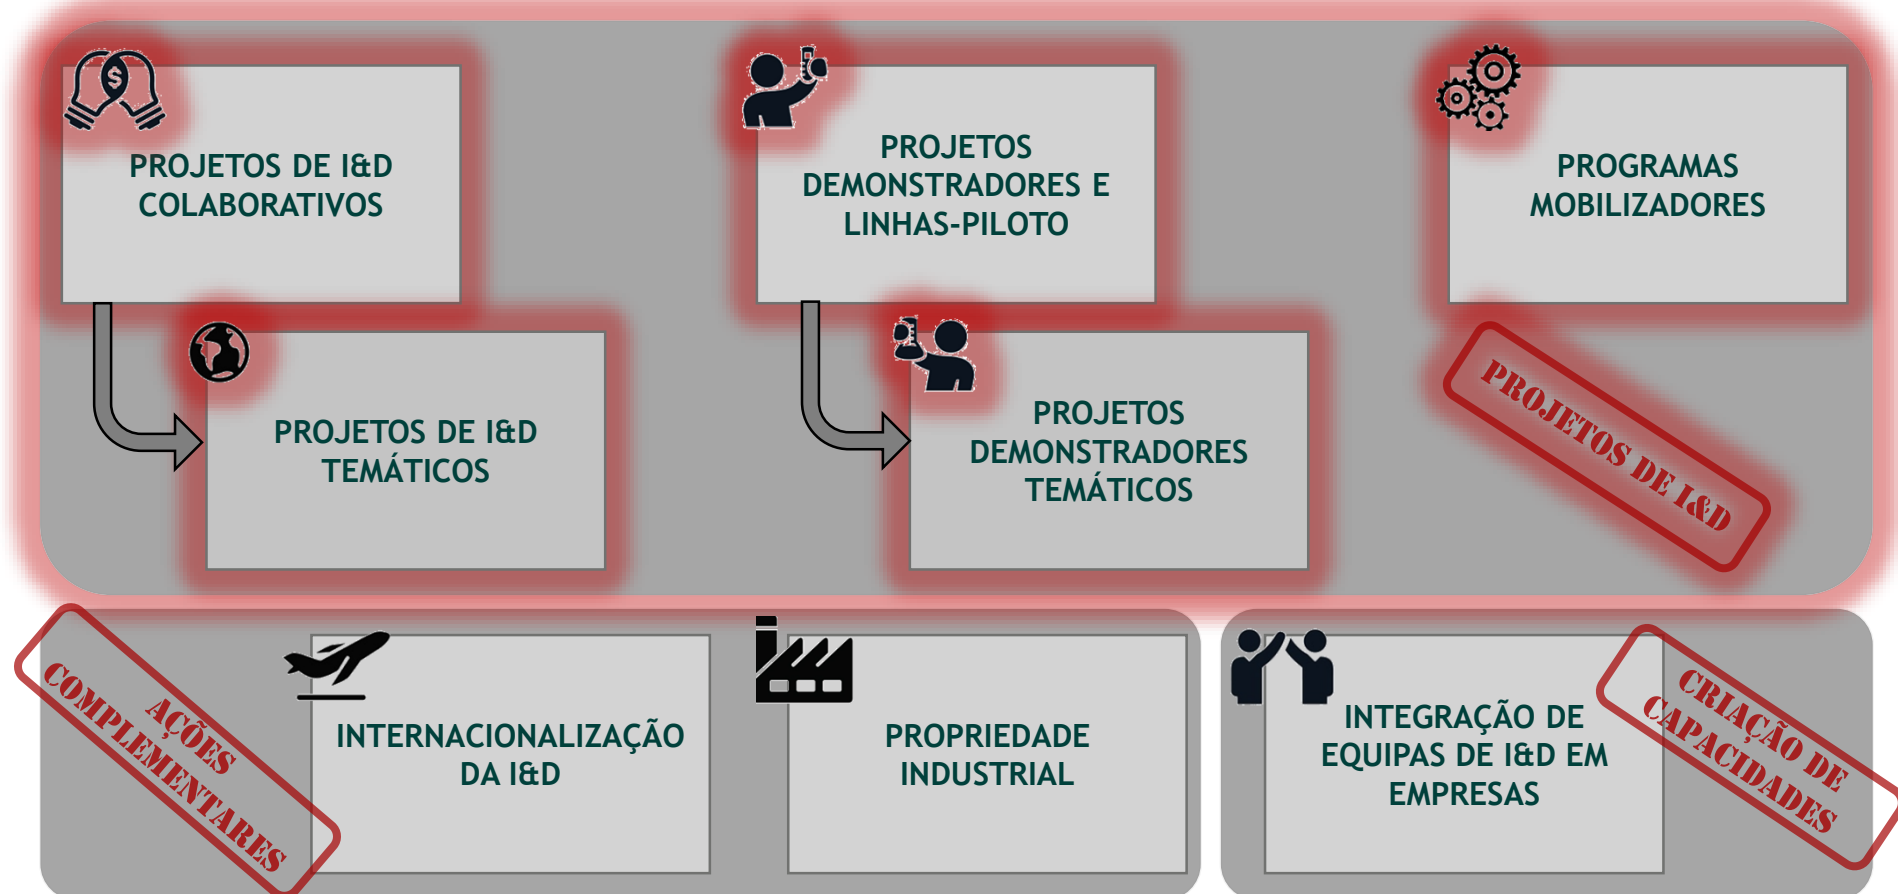 $
PROJETOS DE I&D
COLABORATIVOS
PROJETOS
DEMONSTRADORES E
LINHAS-PILOTO
PROGRAMAS
MOBILIZADORES
PROJETOS DE I&D
TEMÁTICOS
PROJETOS
DEMONSTRADORES
TEMÁTICOS
PROJETOS DE I&D
AÇÕES
COMPLEMENTARES
INTERNACIONALIZAÇÃO
DA I&D
PROPRIEDADE
INDUSTRIAL
INTEGRAÇÃO DE
EQUIPAS DE I&D EM
EMPRESAS
CRIAÇÃO DE
CAPACIDADES